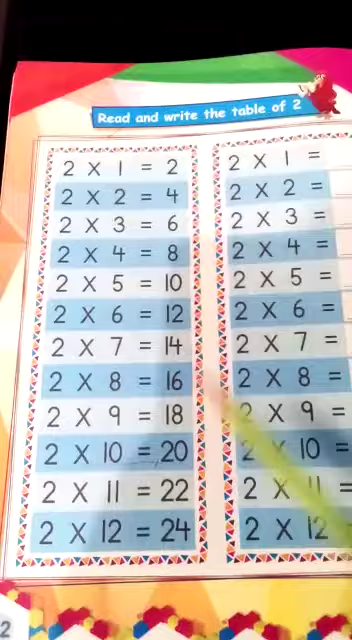 Read and write the table of 2
2 X 1 = 2
2 X 2 = 4
2 X 3 = 6
2 X 4 = 8
2 X 5 = 10
2 X 6 = 12
2 X 7 = 14
2 X 8 = 16
2 X 9 = 18
2 X 10 = 20
2 X 11 = 22
2 X 12 = 24
2 X 1 =
2 X 2 =
2 X 3 =
2 X 4 =
2 X 5 =
2 X 6 =
2 X 7 =
2 X 8 =
2 X 9 =
2 X 10 =
2 X 11 =
2 X 12 =
2